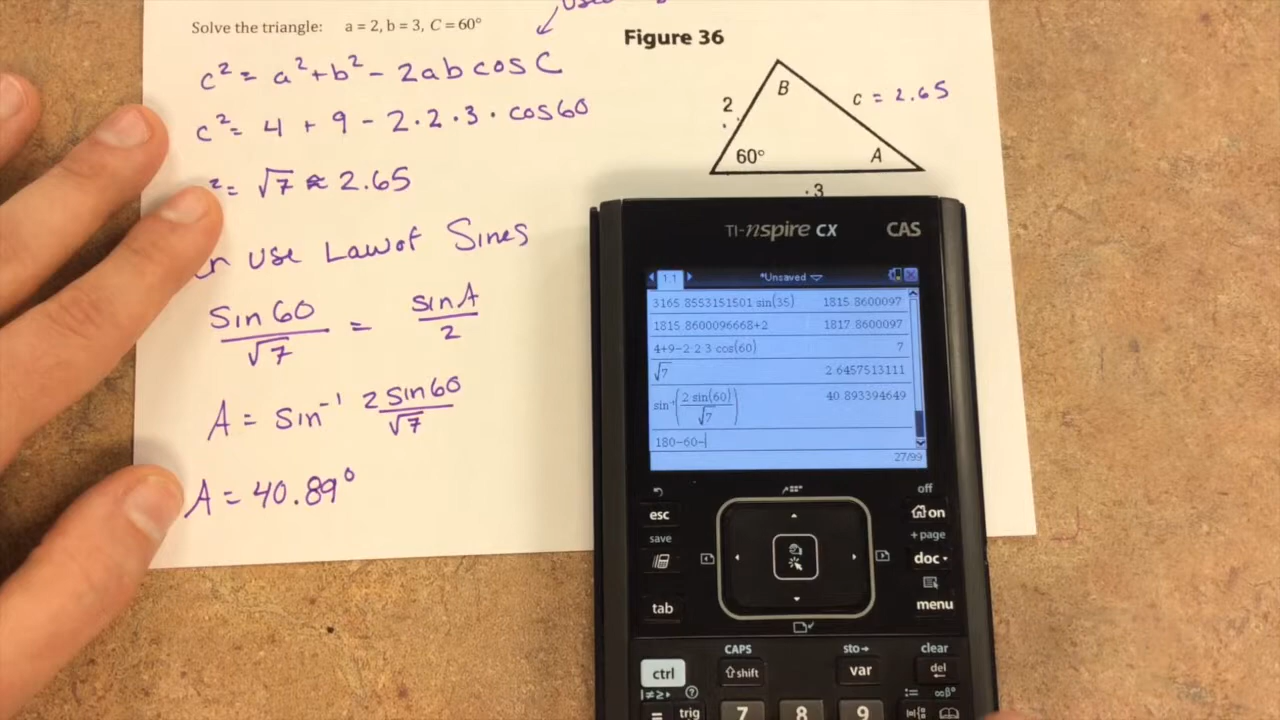 Solve the triangle: a = 2, b = 3, C = 60°
c² = a² + b² - 2ab cos C
c² = 4 + 9 - 2·2·3·cos60
² = √7 ≈ 2.65
use Law of Sines
sin 60 / √7 = sin A / 2
A = sin⁻¹ 2 sin 60 / √7
A = 40.89°
Figure 36
B
2
c = 2.65
60°
A
3
TI-nspire CX CAS
1.1 *Unsaved
3165.8553151501 sin(35) 1815.8600097
1815.8600096668+2 1817.8600097
4+9-2·2·3·cos(60) 7
√7 2.6457513111
sin⁻¹(2 sin(60) / √7) 40.893394649
180-60-
27/99
off
esc
on
save
+page
doc
tab
menu
CAPS
sto→
clear
ctrl
shift
var
del
|≠≥▸ ?
:= ∞β°
= trig 7 8 9